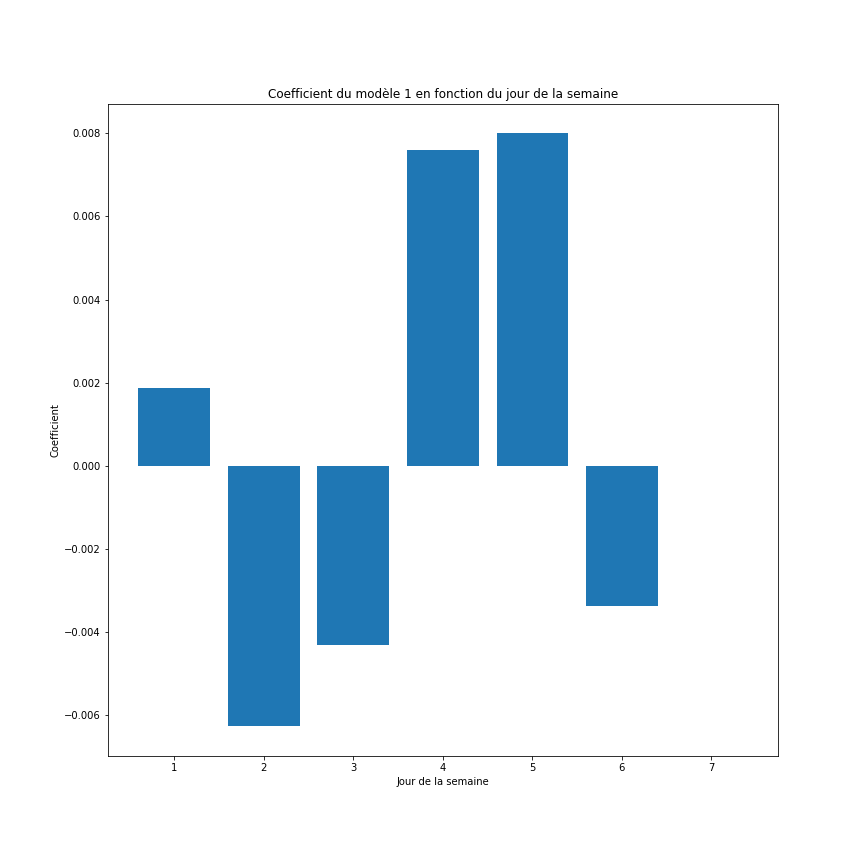 Coefficient du modèle 1 en fonction du jour de la semaine
0.008
0.006
0.004
0.002
0.000
−0.002
−0.004
−0.006
Coefficient
1 2 3 4 5 6 7
Jour de la semaine